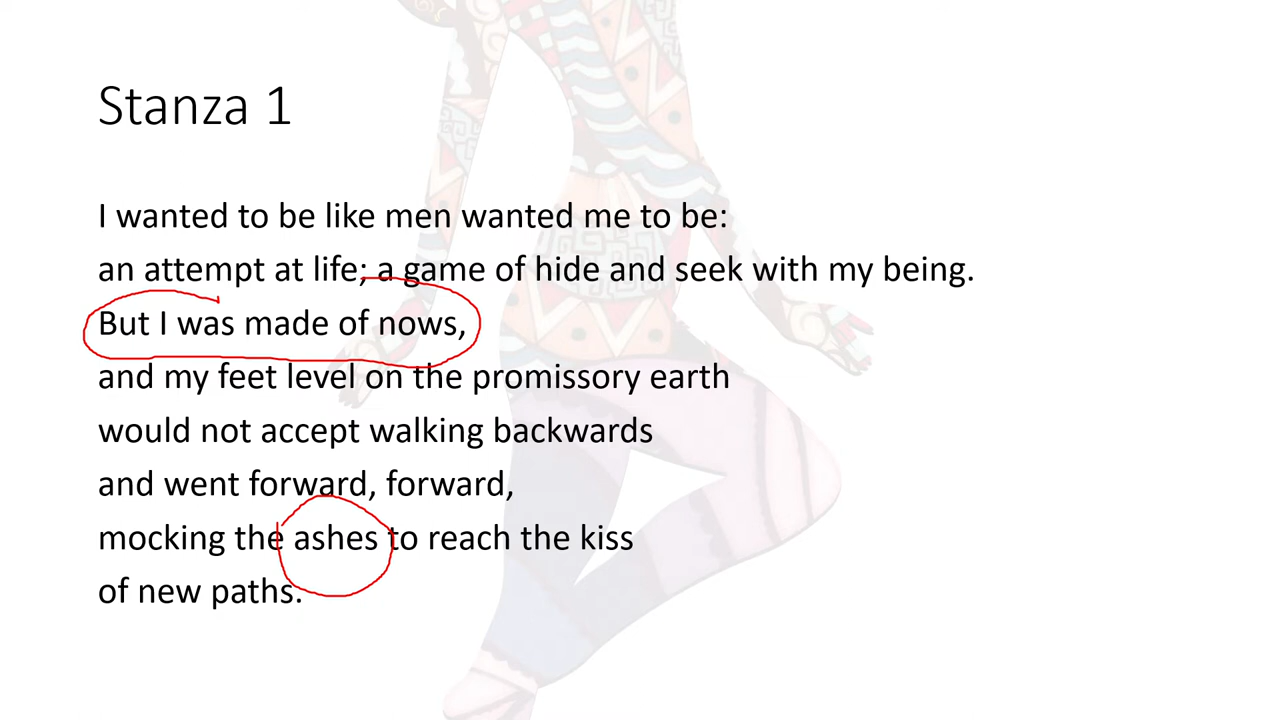 Stanza 1
I wanted to be like men wanted me to be:
an attempt at life; a game of hide and seek with my being.
But I was made of nows,
and my feet level on the promissory earth
would not accept walking backwards
and went forward, forward,
mocking the ashes to reach the kiss
of new paths.